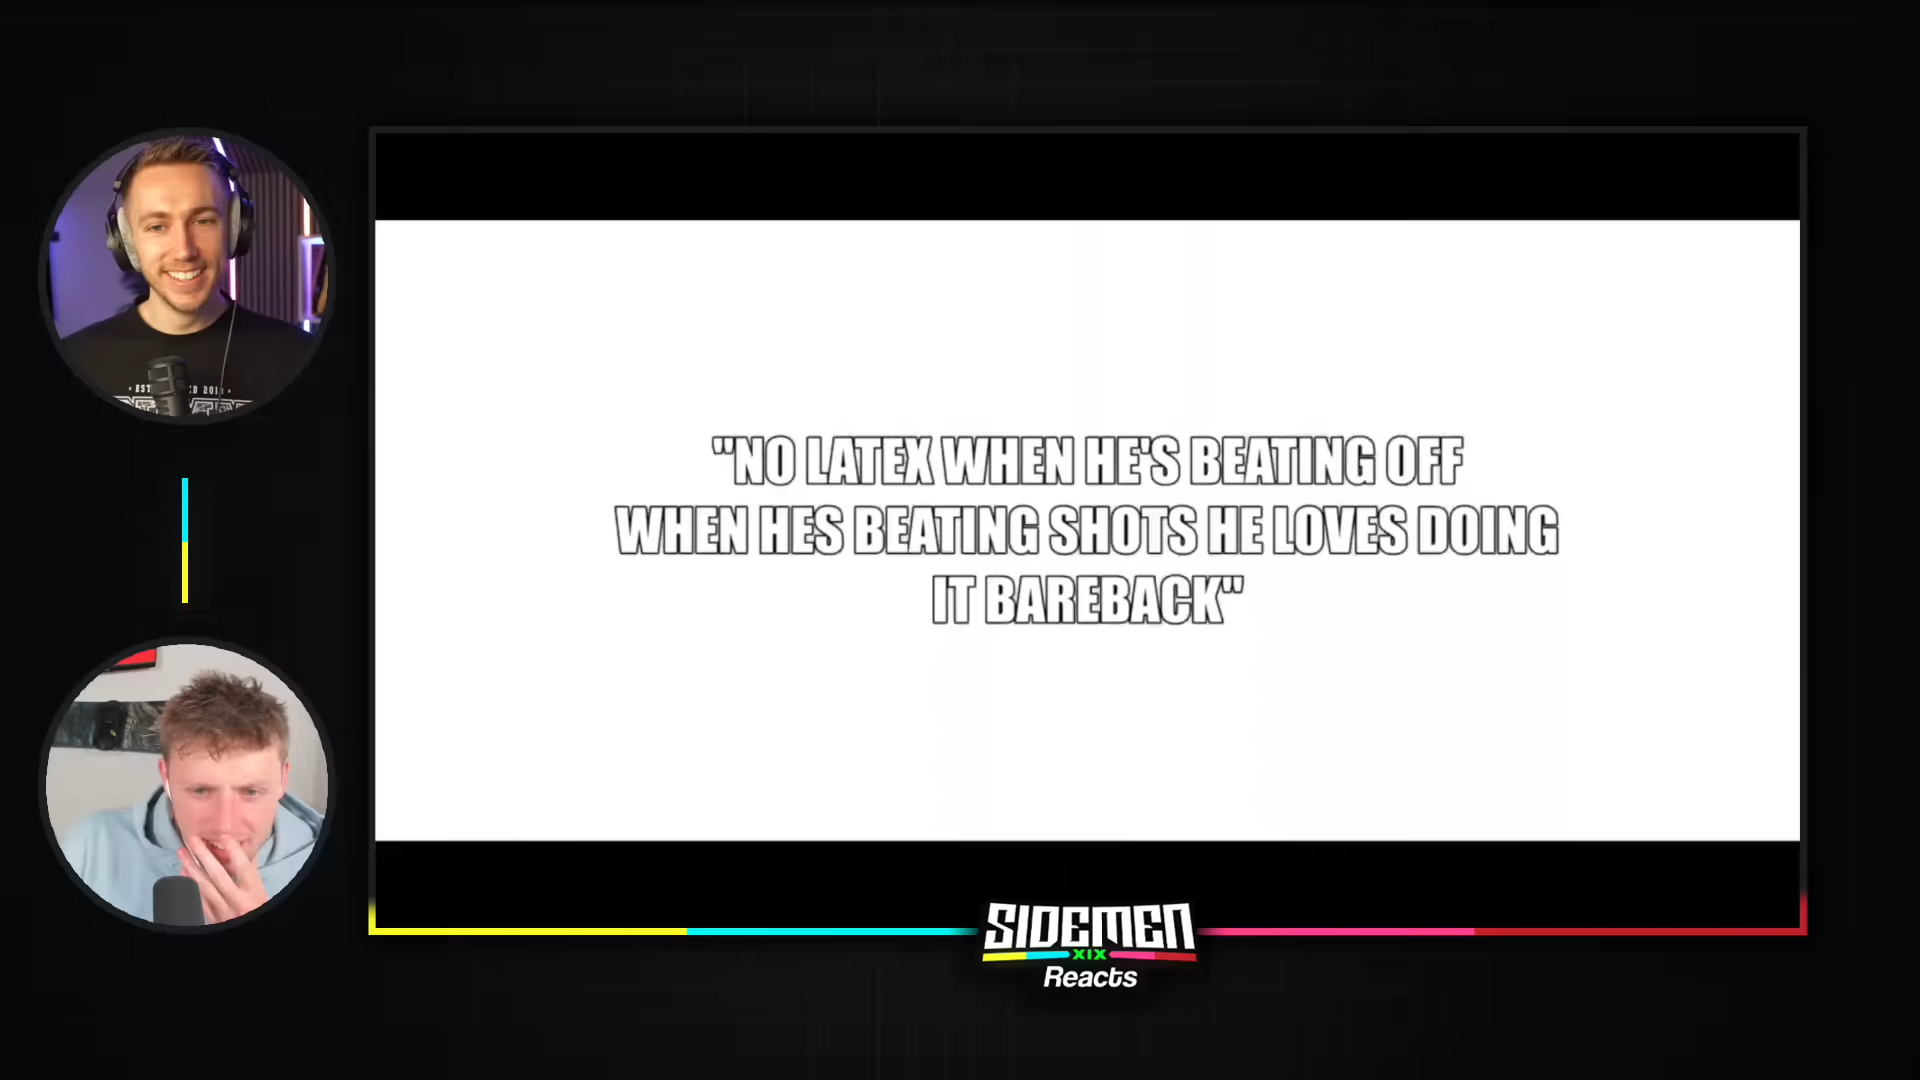 "NO LATEX WHEN HE'S BEATING OFF
WHEN HES BEATING SHOTS HE LOVES DOING
IT BAREBACK"
SIDEMEN
XIX
Reacts